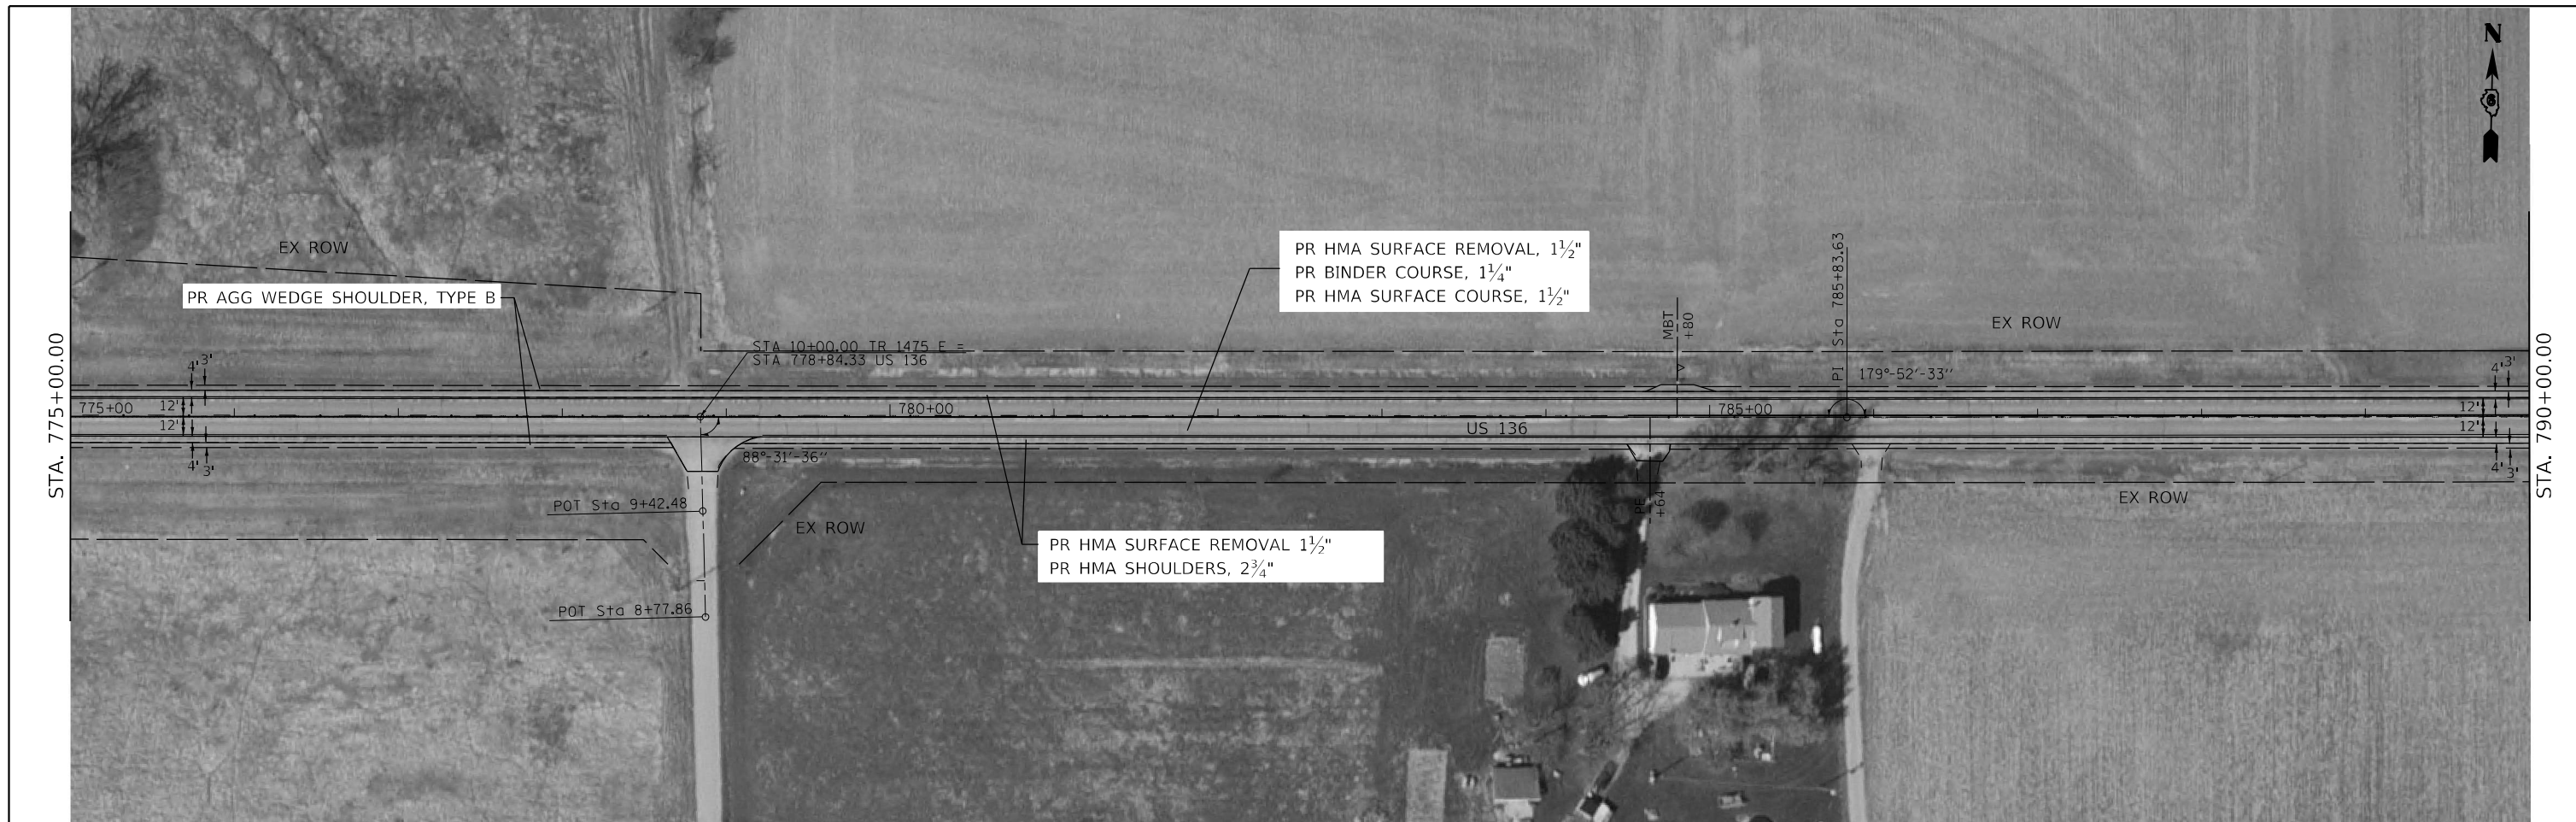 N
EX ROW
PR AGG WEDGE SHOULDER, TYPE B
PR HMA SURFACE REMOVAL, 1½"
PR BINDER COURSE, 1¼"
PR HMA SURFACE COURSE, 1½"
MBT
+80
PI Sta 785+83.63
EX ROW
STA 10+00.00 TR 1475 E =
STA 778+84.33 US 136
179°-52'-33''
STA. 775+00.00
STA. 790+00.00
4' 3'
4' 3'
775+00
12'
780+00
785+00
12'
12'
US 136
12'
4' 3'
88°-31'-36''
4' 3'
POT Sta 9+42.48
EX ROW
PE
+64
EX ROW
PR HMA SURFACE REMOVAL 1½"
PR HMA SHOULDERS, 2¾"
POT Sta 8+77.86